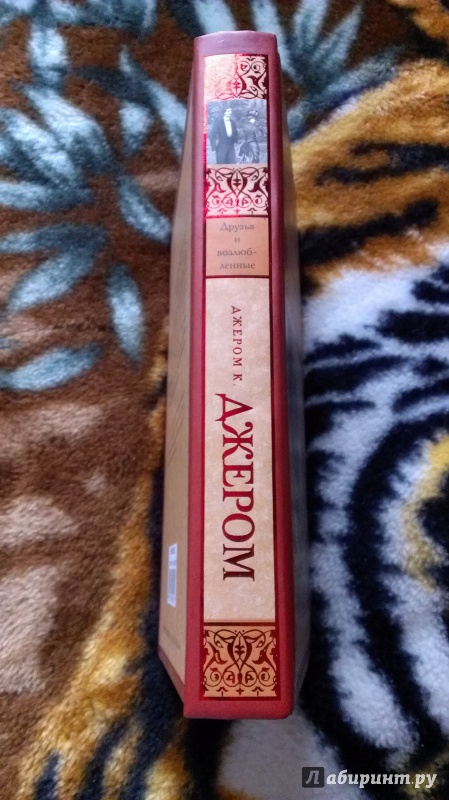 Друзья и
возлюб-
ленные
ДЖЕРОМ К.
ДЖЕРОМ
Лабиринт.ру